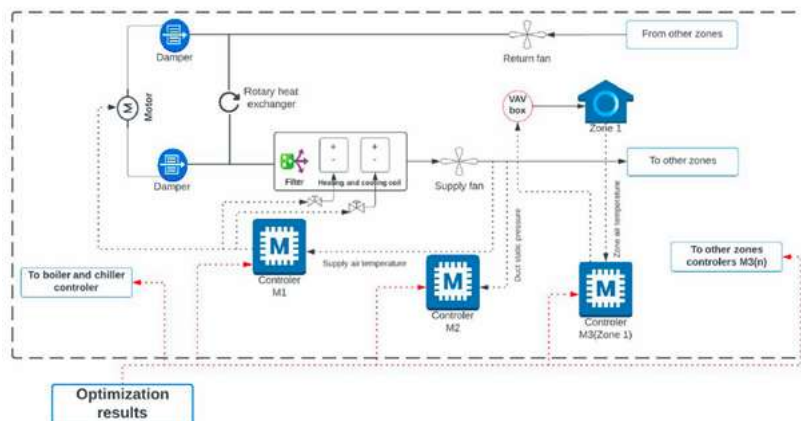 From other zones
Damper
Return fan
Rotary heat
exchanger
VAV
box
M
Motor
Zone 1
+
-
+
-
To other zones
Damper
Filter
Heating and cooling coil
Supply fan
Zone air temperature
Duct static pressure
M
Supply air temperature
To other zones
controlers M3(n)
To boiler and chiller
controler
Controler
M1
M
Controler
M2
M
Controler
M3(Zone 1)
Optimization
results